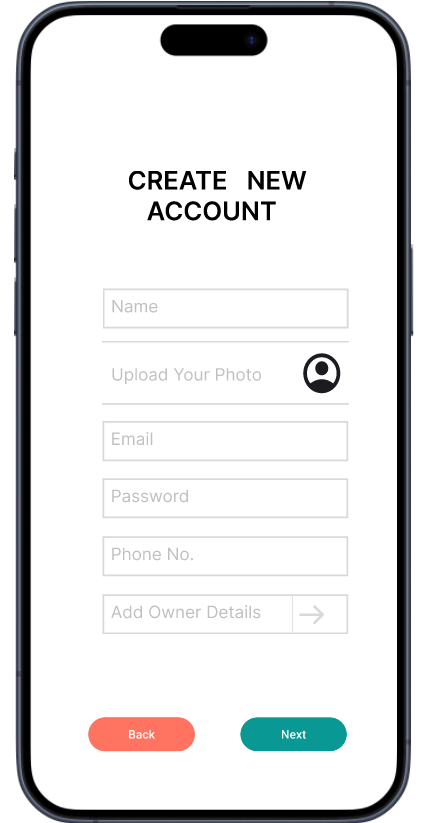 CREATE NEW
ACCOUNT
Name
Upload Your Photo
Email
Password
Phone No.
Add Owner Details
Back
Next